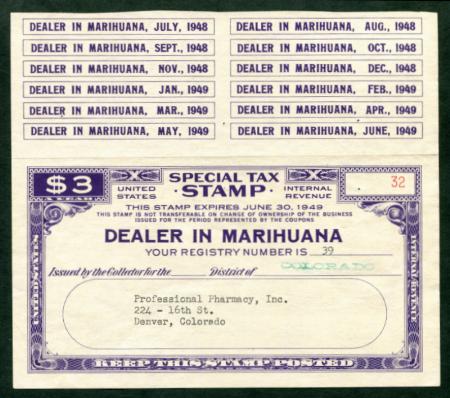 DEALER IN MARIHUANA, JULY, 1948 DEALER IN MARIHUANA, AUG., 1948
DEALER IN MARIHUANA, SEPT., 1948 DEALER IN MARIHUANA, OCT., 1948
DEALER IN MARIHUANA, NOV., 1948 DEALER IN MARIHUANA, DEC., 1948
DEALER IN MARIHUANA, JAN., 1949 DEALER IN MARIHUANA, FEB., 1949
DEALER IN MARIHUANA, MAR., 1949 DEALER IN MARIHUANA, APR., 1949
DEALER IN MARIHUANA, MAY, 1949 DEALER IN MARIHUANA, JUNE, 1949
$3
A YEAR
SPECIAL TAX
UNITED STATES · STAMP · INTERNAL REVENUE
32
THIS STAMP EXPIRES JUNE 30, 1949
THIS STAMP IS NOT TRANSFERABLE ON CHANGE OF OWNERSHIP OF THE BUSINESS
ISSUED FOR THE PERIOD REPRESENTED BY THE COUPONS
DEALER IN MARIHUANA
YOUR REGISTRY NUMBER IS 39
Issued by the Collector for the District of COLORADO
Professional Pharmacy, Inc.
224 - 16th St.
Denver, Colorado
UNITED STATES
INTERNAL REVENUE
KEEP THIS STAMP POSTED